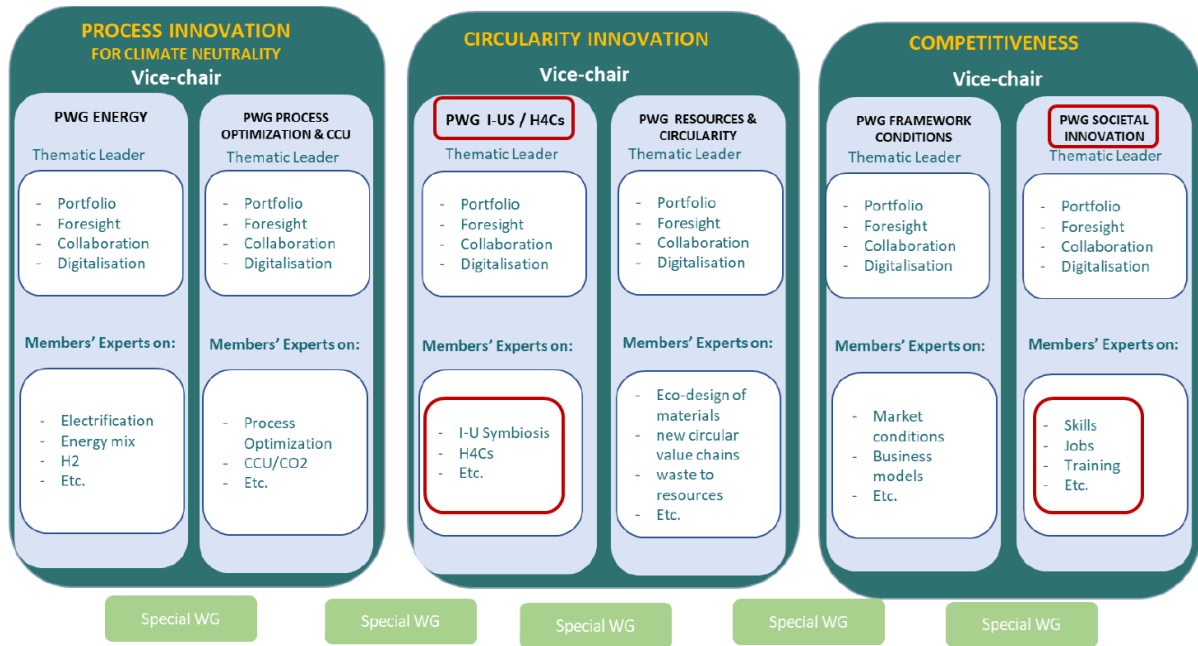 PROCESS INNOVATION
FOR CLIMATE NEUTRALITY
Vice-chair
PWG ENERGY
Thematic Leader
- Portfolio
- Foresight
- Collaboration
- Digitalisation
Members' Experts on:
- Electrification
- Energy mix
- H2
- Etc.
PWG PROCESS
OPTIMIZATION & CCU
Thematic Leader
- Portfolio
- Foresight
- Collaboration
- Digitalisation
Members' Experts on:
- Process
Optimization
- CCU/CO2
- Etc.
CIRCULARITY INNOVATION
Vice-chair
PWG I-US / H4Cs
Thematic Leader
- Portfolio
- Foresight
- Collaboration
- Digitalisation
Members' Experts on:
- I-U Symbiosis
- H4Cs
- Etc.
PWG RESOURCES &
CIRCULARITY
Thematic Leader
- Portfolio
- Foresight
- Collaboration
- Digitalisation
Members' Experts on:
- Eco-design of
materials
- new circular
value chains
- waste to
resources
- Etc.
COMPETITIVENESS
Vice-chair
PWG FRAMEWORK
CONDITIONS
Thematic Leader
- Portfolio
- Foresight
- Collaboration
- Digitalisation
Members' Experts on:
- Market
conditions
- Business
models
- Etc.
PWG SOCIETAL
INNOVATION
Thematic Leader
- Portfolio
- Foresight
- Collaboration
- Digitalisation
Members' Experts on:
- Skills
- Jobs
- Training
- Etc.
Special WG
Special WG
Special WG
Special WG
Special WG